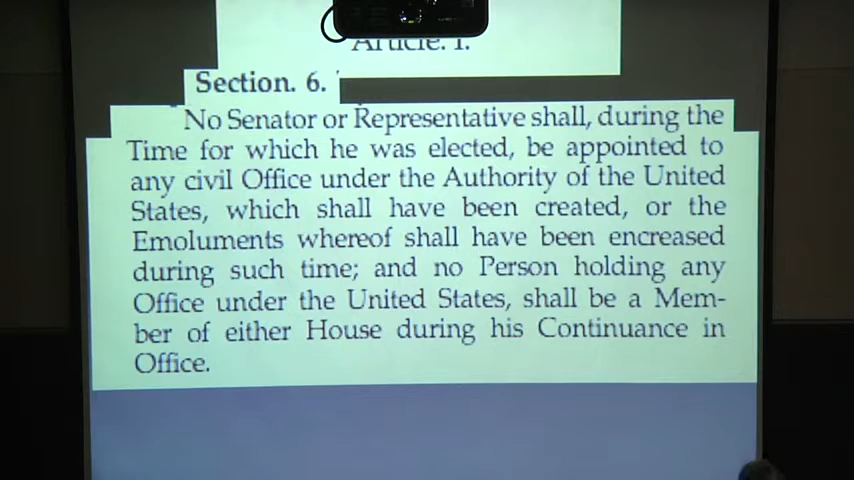 Article. I.
Section. 6.
No Senator or Representative shall, during the
Time for which he was elected, be appointed to
any civil Office under the Authority of the United
States, which shall have been created, or the
Emoluments whereof shall have been encreased
during such time; and no Person holding any
Office under the United States, shall be a Mem-
ber of either House during his Continuance in
Office.